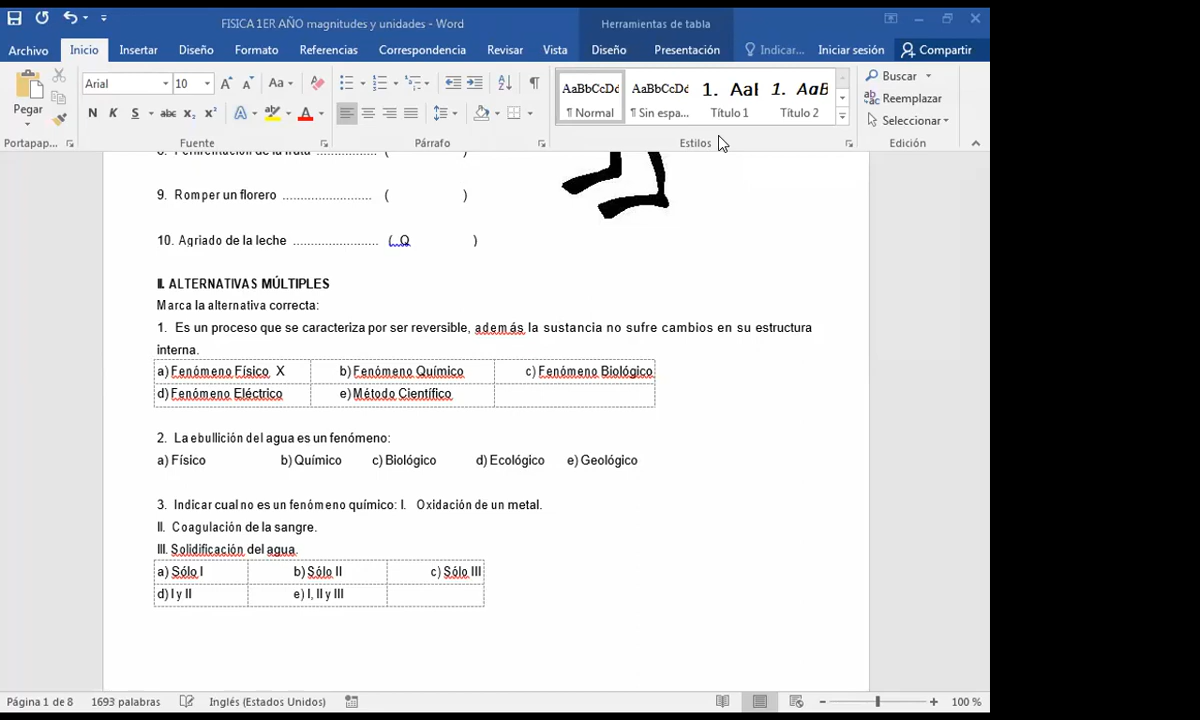 FISICA 1ER AÑO magnitudes y unidades - Word
Herramientas de tabla
Archivo Inicio Insertar Diseño Formato Referencias Correspondencia Revisar Vista Diseño Presentación Indicar... Iniciar sesión Compartir
Pegar
Arial 10
N K S abc x₂ x²
AaBbCcDd AaBbCcDd 1. Aal 1. AaB
¶ Normal ¶ Sin espa... Título 1 Título 2
Buscar
Reemplazar
Seleccionar
Portapap... Fuente Párrafo Estilos Edición
9. Romper un florero ......................... ( )
10. Agriado de la leche ........................ ( Q )
II. ALTERNATIVAS MÚLTIPLES
Marca la alternativa correcta:
1. Es un proceso que se caracteriza por ser reversible, además la sustancia no sufre cambios en su estructura
interna.
a) Fenómeno Físico X b) Fenómeno Químico c) Fenómeno Biológico
d) Fenómeno Eléctrico e) Método Científico
2. La ebullición del agua es un fenómeno:
a) Físico b) Químico c) Biológico d) Ecológico e) Geológico
3. Indicar cual no es un fenómeno químico: I. Oxidación de un metal.
II. Coagulación de la sangre.
III. Solidificación del agua.
a) Sólo I b) Sólo II c) Sólo III
d) I y II e) I, II y III
Página 1 de 8 1693 palabras Inglés (Estados Unidos) 100 %